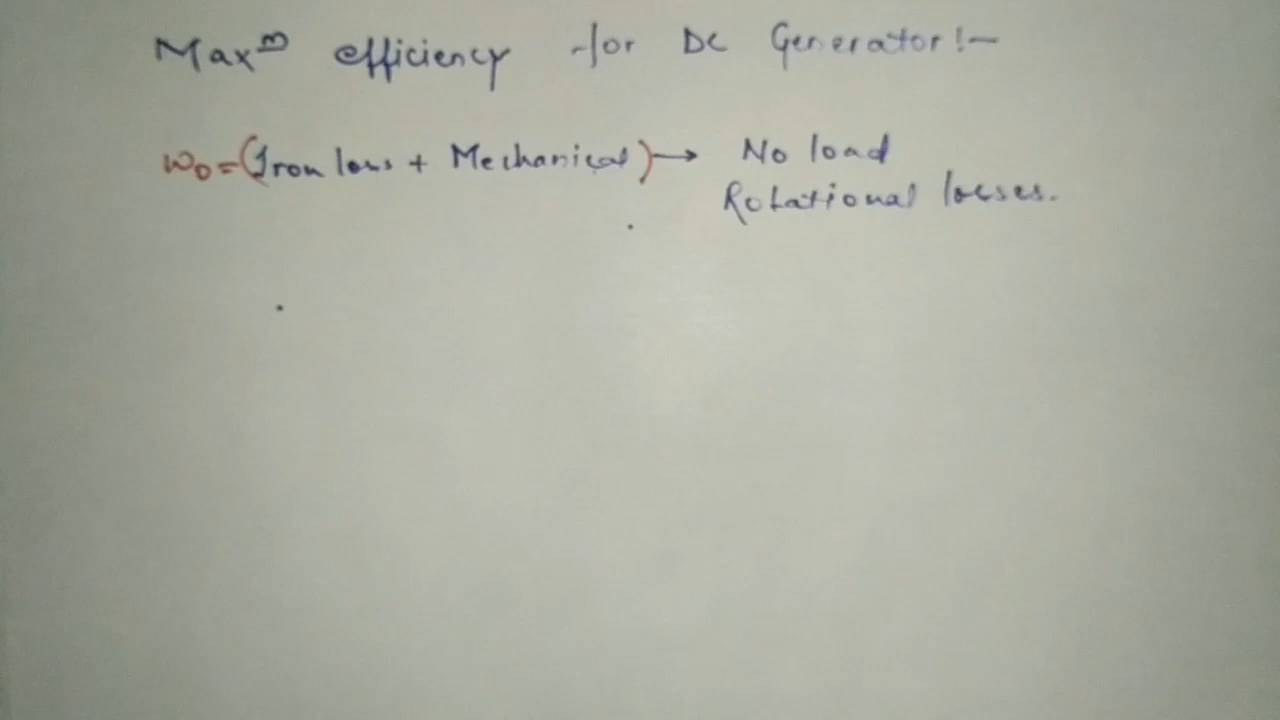 Maxᵐ efficiency for DC Generator:-
W₀ = (Iron loss + Mechanical) → No load
Rotational losses.